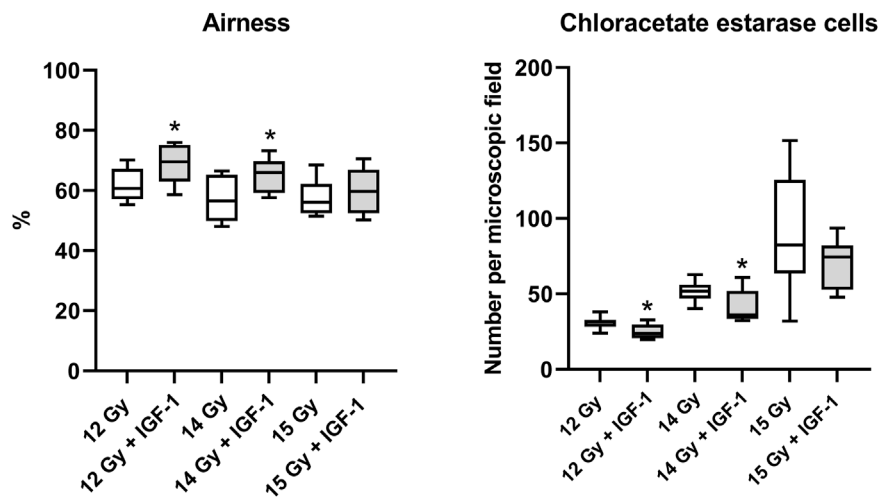 Airness
%
100
80
60
40
20
0
*
*
12 Gy
12 Gy + IGF-1
14 Gy
14 Gy + IGF-1
15 Gy
15 Gy + IGF-1
Chloracetate estarase cells
Number per microscopic field
200
150
100
50
0
*
*
12 Gy
12 Gy + IGF-1
14 Gy
14 Gy + IGF-1
15 Gy
15 Gy + IGF-1